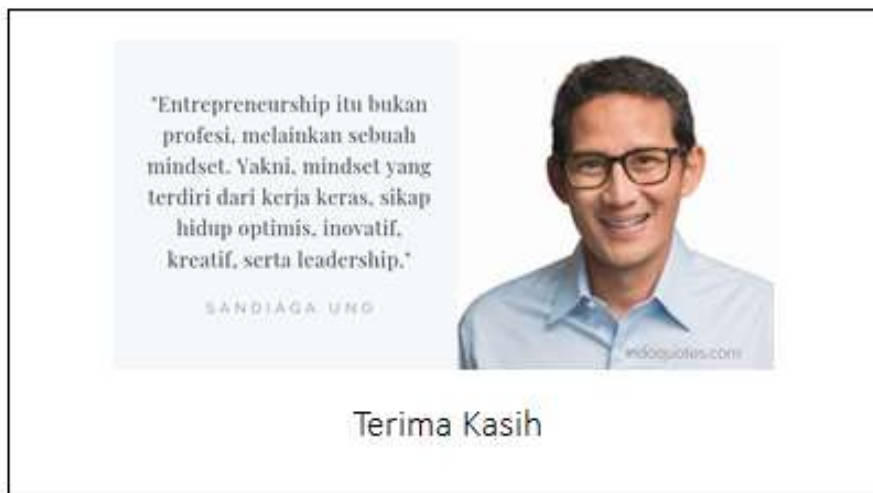 "Entrepreneurship itu bukan
profesi, melainkan sebuah
mindset. Yakni, mindset yang
terdiri dari kerja keras, sikap
hidup optimis, inovatif,
kreatif, serta leadership."
SANDIAGA UNO
indoquotes.com
Terima Kasih